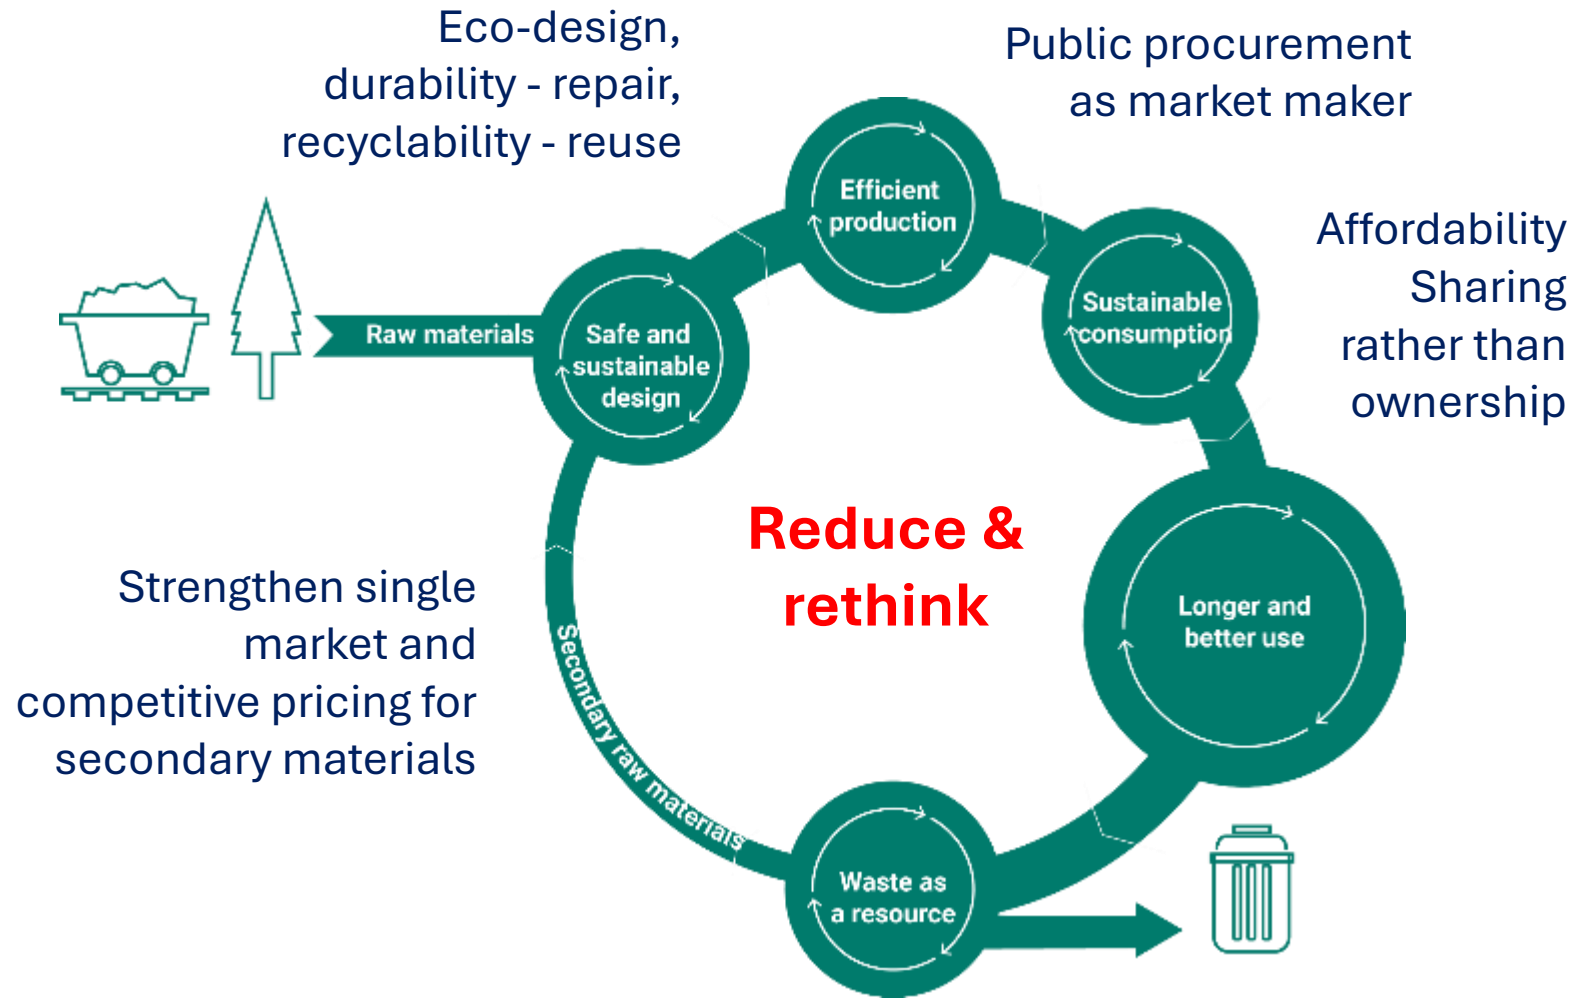 Eco-design,
durability - repair,
recyclability - reuse
Public procurement
as market maker
Efficient
production
Affordability
Sharing
rather than
ownership
Sustainable
consumption
Raw materials
Safe and
sustainable
design
Reduce &
rethink
Longer and
better use
Strengthen single
market and
competitive pricing for
secondary materials
Secondary raw materials
Waste as
a resource